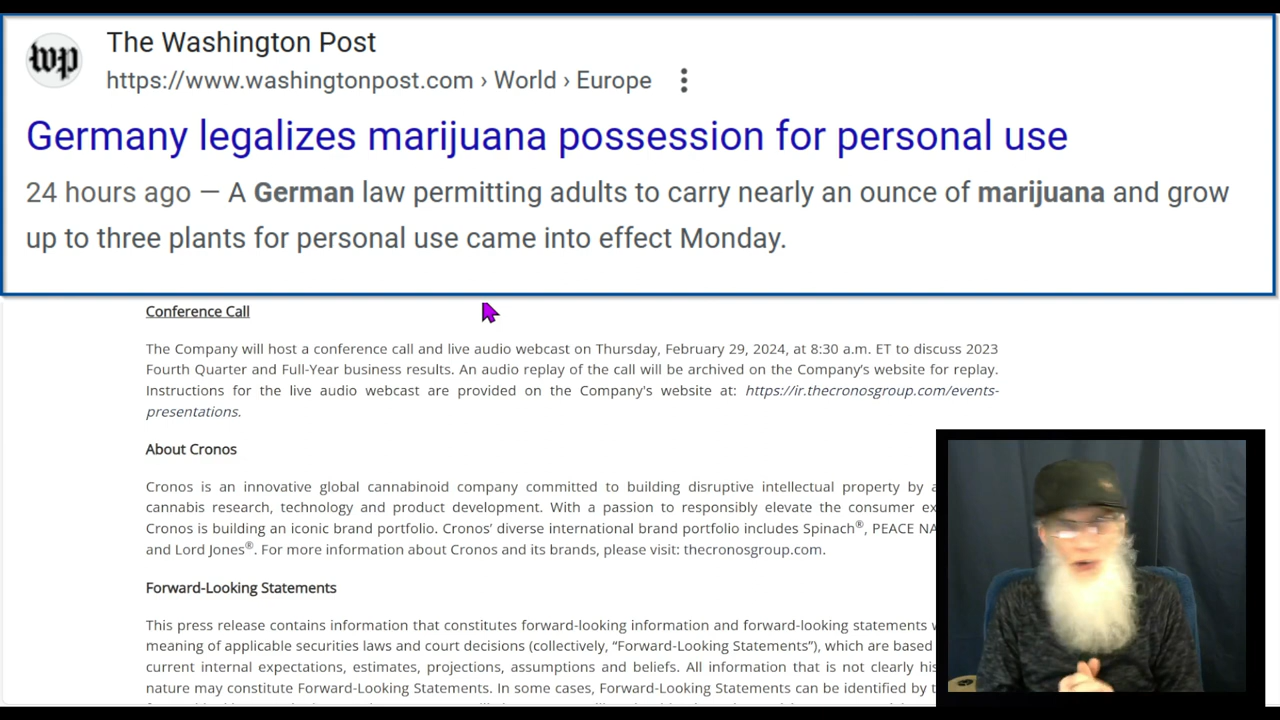 wp
The Washington Post
https://www.washingtonpost.com › World › Europe
Germany legalizes marijuana possession for personal use
24 hours ago — A German law permitting adults to carry nearly an ounce of marijuana and grow
up to three plants for personal use came into effect Monday.
Conference Call
The Company will host a conference call and live audio webcast on Thursday, February 29, 2024, at 8:30 a.m. ET to discuss 2023
Fourth Quarter and Full-Year business results. An audio replay of the call will be archived on the Company's website for replay.
Instructions for the live audio webcast are provided on the Company's website at: https://ir.thecronosgroup.com/events-
presentations.
About Cronos
Cronos is an innovative global cannabinoid company committed to building disruptive intellectual property by
cannabis research, technology and product development. With a passion to responsibly elevate the consumer
Cronos is building an iconic brand portfolio. Cronos' diverse international brand portfolio includes Spinach®, PEACE
and Lord Jones®. For more information about Cronos and its brands, please visit: thecronosgroup.com.
Forward-Looking Statements
This press release contains information that constitutes forward-looking information and forward-looking statements
meaning of applicable securities laws and court decisions (collectively, “Forward-Looking Statements”), which are based
current internal expectations, estimates, projections, assumptions and beliefs. All information that is not clearly
nature may constitute Forward-Looking Statements. In some cases, Forward-Looking Statements can be identified by